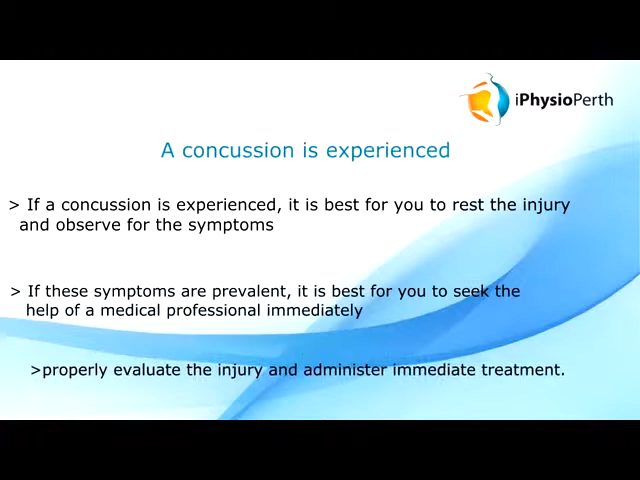 iPhysioPerth
A concussion is experienced
> If a concussion is experienced, it is best for you to rest the injury
and observe for the symptoms
> If these symptoms are prevalent, it is best for you to seek the
help of a medical professional immediately
>properly evaluate the injury and administer immediate treatment.